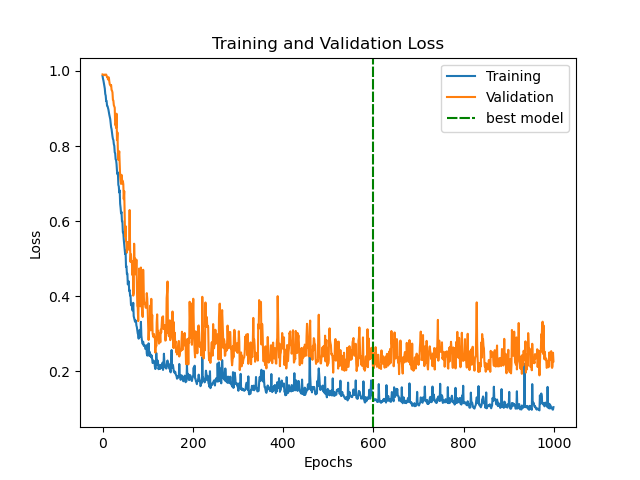 Training and Validation Loss
Training
Validation
best model
1.0
0.8
0.6
0.4
0.2
Loss
0
200
400
600
800
1000
Epochs